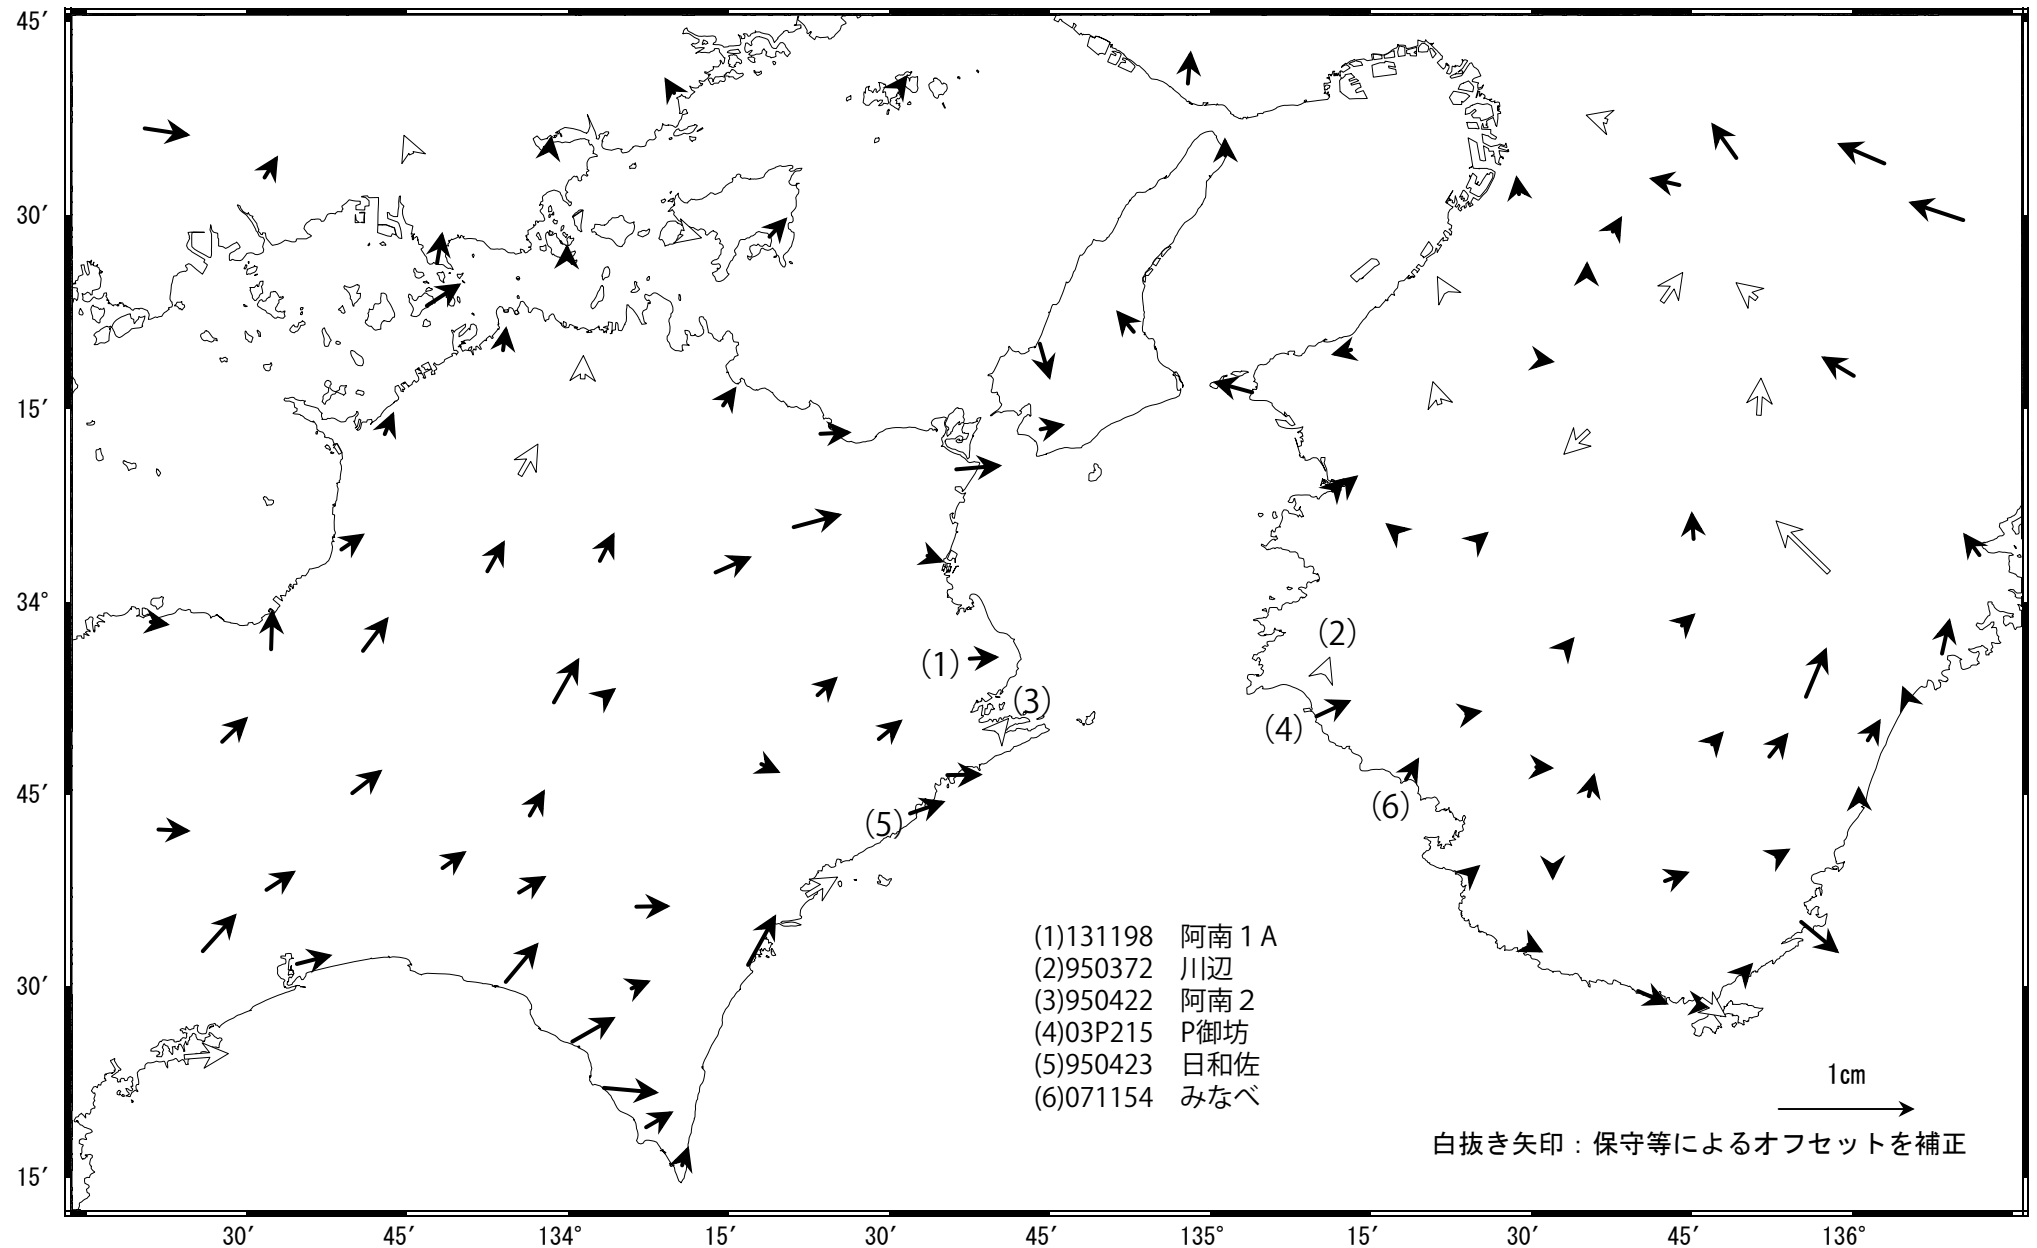 45′
30′
15′
34°
45′
30′
15′
(2)
(1)
(3)
(4)
(6)
(5)
(1)131198 阿南１A
(2)950372 川辺
(3)950422 阿南２
(4)03P215 P御坊
(5)950423 日和佐
(6)071154 みなべ
1cm
白抜き矢印：保守等によるオフセットを補正
30′ 45′ 134° 15′ 30′ 45′ 135° 15′ 30′ 45′ 136°